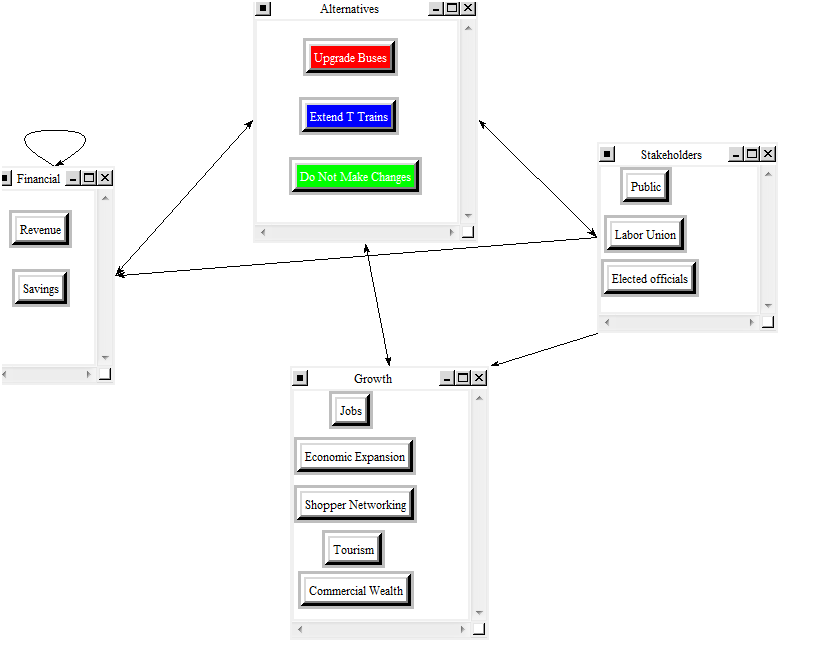 Alternatives
Upgrade Buses
Extend T Trains
Do Not Make Changes
Financial
Revenue
Savings
Stakeholders
Public
Labor Union
Elected officials
Growth
Jobs
Economic Expansion
Shopper Networking
Tourism
Commercial Wealth